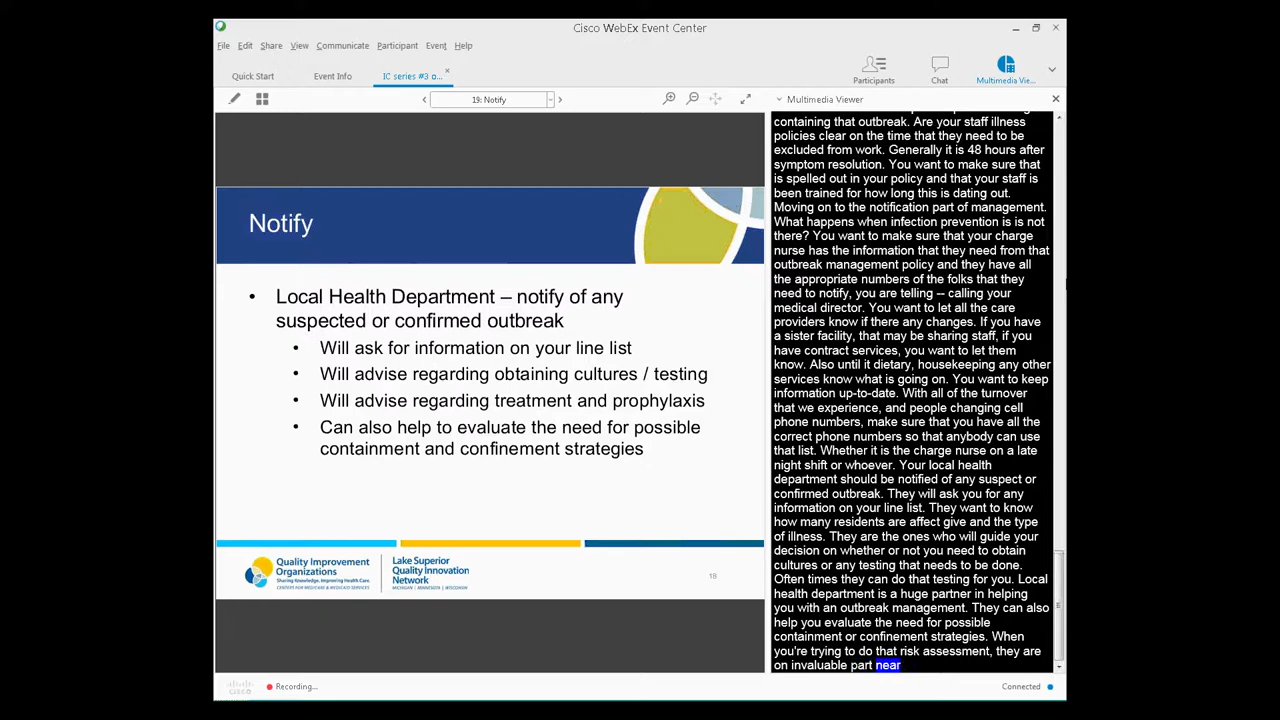 Cisco WebEx Event Center
File Edit Share View Communicate Participant Event Help
Quick Start Event Info IC series #3 o...
Participants Chat Multimedia Vie...
19: Notify
Multimedia Viewer
Notify
• Local Health Department – notify of any
suspected or confirmed outbreak
• Will ask for information on your line list
• Will advise regarding obtaining cultures / testing
• Will advise regarding treatment and prophylaxis
• Can also help to evaluate the need for possible
containment and confinement strategies
Quality Improvement
Organizations
Sharing Knowledge. Improving Health Care.
CENTERS FOR MEDICARE & MEDICAID SERVICES
Lake Superior
Quality Innovation
Network
MICHIGAN | MINNESOTA | WISCONSIN
18
containing that outbreak. Are your staff illness
policies clear on the time that they need to be
excluded from work. Generally it is 48 hours after
symptom resolution. You want to make sure that
is spelled out in your policy and that your staff is
been trained for how long this is dating out.
Moving on to the notification part of management.
What happens when infection prevention is is not
there? You want to make sure that your charge
nurse has the information that they need from that
outbreak management policy and they have all
the appropriate numbers of the folks that they
need to notify, you are telling -- calling your
medical director. You want to let all the care
providers know if there any changes. If you have
a sister facility, that may be sharing staff, if you
have contract services, you want to let them
know. Also until it dietary, housekeeping any other
services know what is going on. You want to keep
information up-to-date. With all of the turnover
that we experience, and people changing cell
phone numbers, make sure that you have all the
correct phone numbers so that anybody can use
that list. Whether it is the charge nurse on a late
night shift or whoever. Your local health
department should be notified of any suspect or
confirmed outbreak. They will ask you for any
information on your line list. They want to know
how many residents are affect give and the type
of illness. They are the ones who will guide your
decision on whether or not you need to obtain
cultures or any testing that needs to be done.
Often times they can do that testing for you. Local
health department is a huge partner in helping
you with an outbreak management. They can also
help you evaluate the need for possible
containment or confinement strategies. When
you're trying to do that risk assessment, they are
on invaluable part near
cisco Recording... Connected